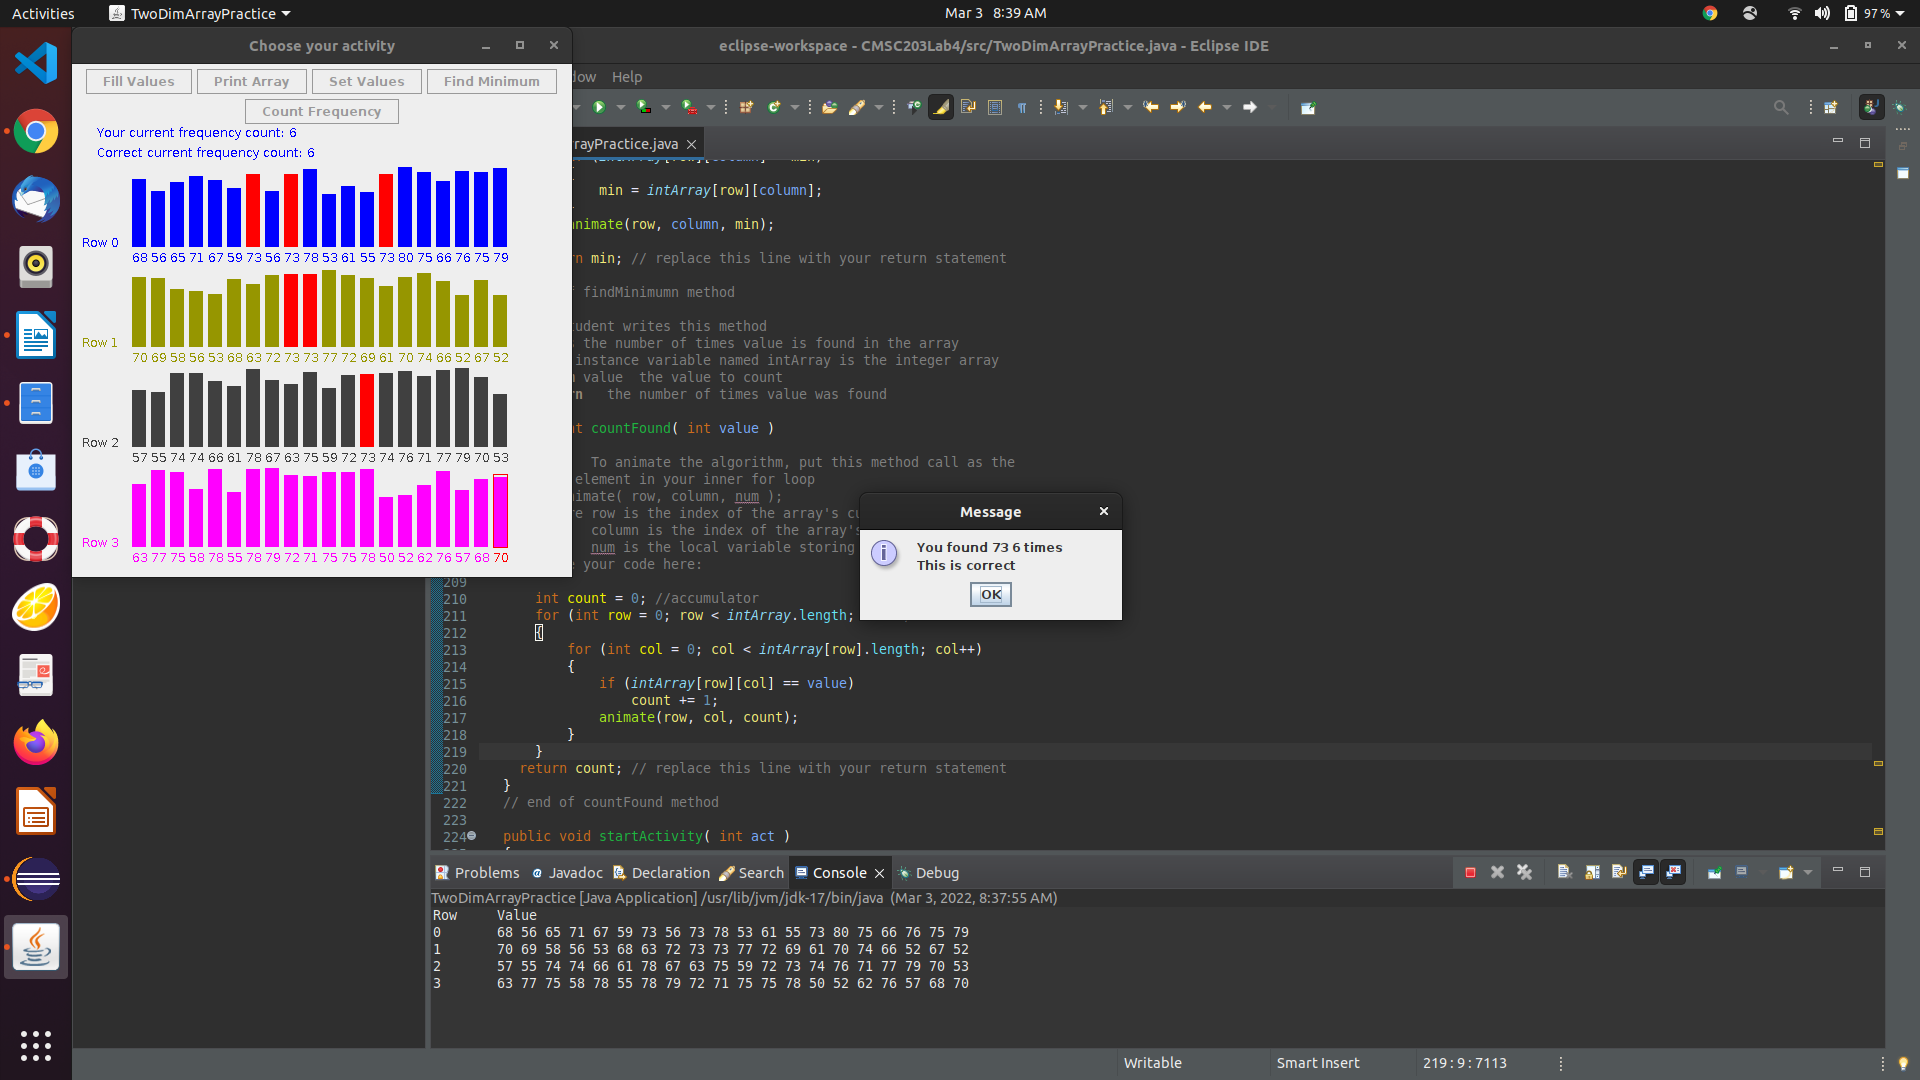 Activities
TwoDimArrayPractice
Mar 3 8:39 AM
97 %
Choose your activity
eclipse-workspace - CMSC203Lab4/src/TwoDimArrayPractice.java - Eclipse IDE
Help
Fill Values
Print Array
Set Values
Find Minimum
Count Frequency
Your current frequency count: 6
Correct current frequency count: 6
Row 0
68 56 65 71 67 59 73 56 73 78 53 61 55 73 80 75 66 76 75 79
Row 1
70 69 58 56 53 68 63 72 73 73 77 72 69 61 70 74 66 52 67 52
Row 2
57 55 74 74 66 61 78 67 63 75 59 72 73 74 76 71 77 79 70 53
Row 3
63 77 75 58 78 55 78 79 72 71 75 75 78 50 52 62 76 57 68 70
rayPractice.java
min = intArray[row][column];
nimate(row, column, min);
n min; // replace this line with your return statement
findMinimumn method
udent writes this method
the number of times value is found in the array
instance variable named intArray is the integer array
value  the value to count
n   the number of times value was found
t countFound( int value )
To animate the algorithm, put this method call as the
element in your inner for loop
imate( row, column, num );
e row is the index of the array's cu
column is the index of the array's
num is the local variable storing
e your code here:
209
210 int count = 0; //accumulator
211 for (int row = 0; row < intArray.length;
212 {
213 for (int col = 0; col < intArray[row].length; col++)
214 {
215 if (intArray[row][col] == value)
216 count += 1;
217 animate(row, col, count);
218 }
219 }
220 return count; // replace this line with your return statement
221 }
222 // end of countFound method
223
224 public void startActivity( int act )
Message
You found 73 6 times
This is correct
OK
Problems
Javadoc
Declaration
Search
Console
Debug
TwoDimArrayPractice [Java Application] /usr/lib/jvm/jdk-17/bin/java (Mar 3, 2022, 8:37:55 AM)
Row Value
0 68 56 65 71 67 59 73 56 73 78 53 61 55 73 80 75 66 76 75 79
1 70 69 58 56 53 68 63 72 73 73 77 72 69 61 70 74 66 52 67 52
2 57 55 74 74 66 61 78 67 63 75 59 72 73 74 76 71 77 79 70 53
3 63 77 75 58 78 55 78 79 72 71 75 75 78 50 52 62 76 57 68 70
Writable
Smart Insert
219 : 9 : 7113